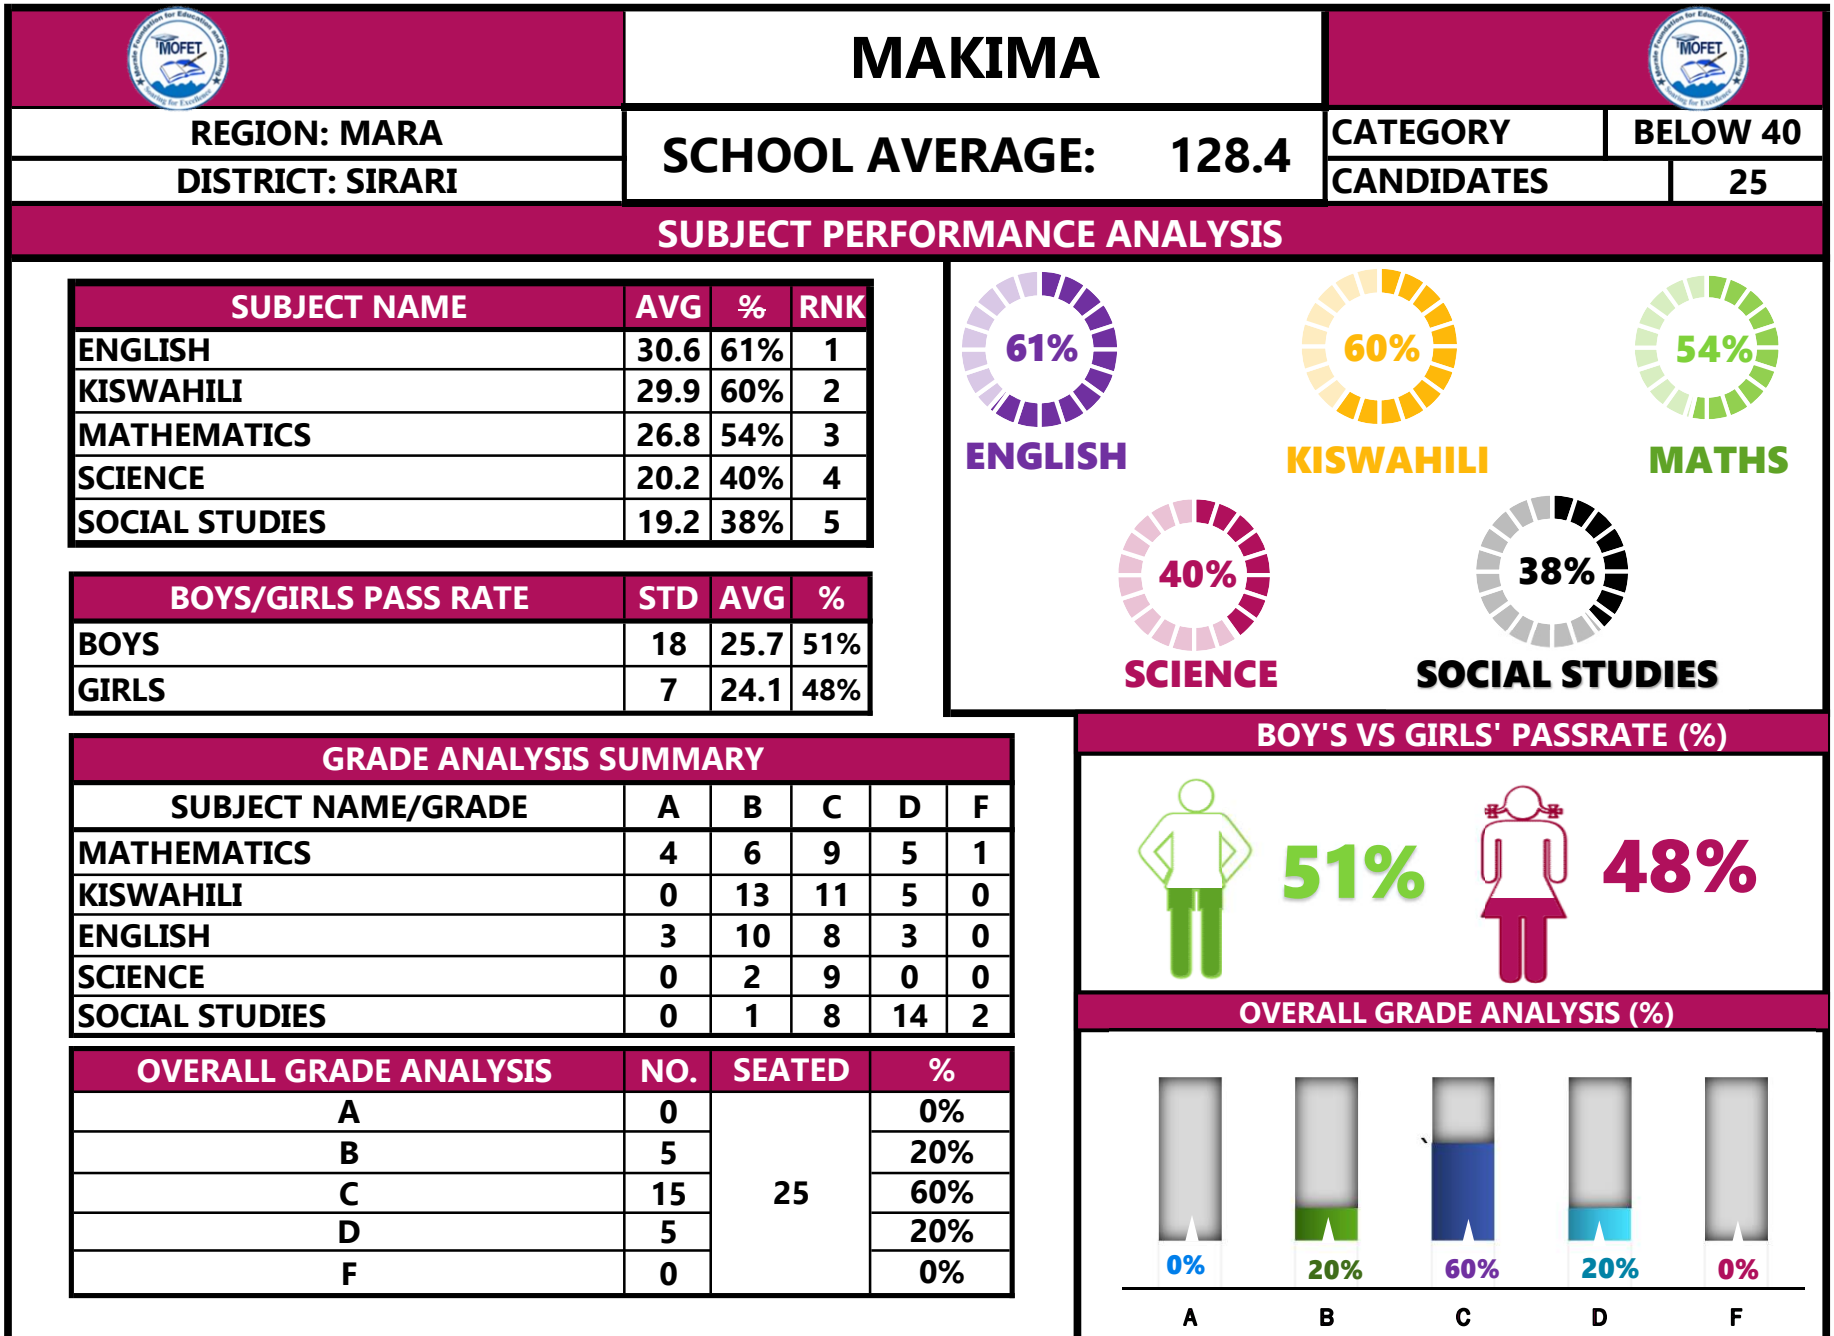 MAKIMA
REGION: MARA
DISTRICT: SIRARI
SCHOOL AVERAGE: 128.4
CATEGORY BELOW 40
CANDIDATES 25
MOFET
Soaring for Excellence
MOFET
Soaring for Excellence
SUBJECT PERFORMANCE ANALYSIS
SUBJECT NAME AVG % RNK
ENGLISH 30.6 61% 1
KISWAHILI 29.9 60% 2
MATHEMATICS 26.8 54% 3
SCIENCE 20.2 40% 4
SOCIAL STUDIES 19.2 38% 5
61% 60% 54%
ENGLISH KISWAHILI MATHS
40% 38%
SCIENCE SOCIAL STUDIES
BOYS/GIRLS PASS RATE STD AVG %
BOYS 18 25.7 51%
GIRLS 7 24.1 48%
BOY'S VS GIRLS' PASSRATE (%)
51% 48%
GRADE ANALYSIS SUMMARY
SUBJECT NAME/GRADE A B C D F
MATHEMATICS 4 6 9 5 1
KISWAHILI 0 13 11 5 0
ENGLISH 3 10 8 3 0
SCIENCE 0 2 9 0 0
SOCIAL STUDIES 0 1 8 14 2
OVERALL GRADE ANALYSIS NO. SEATED %
A 0 0%
B 5 20%
C 15 25 60%
D 5 20%
F 0 0%
OVERALL GRADE ANALYSIS (%)
`
0% 20% 60% 20% 0%
A B C D F